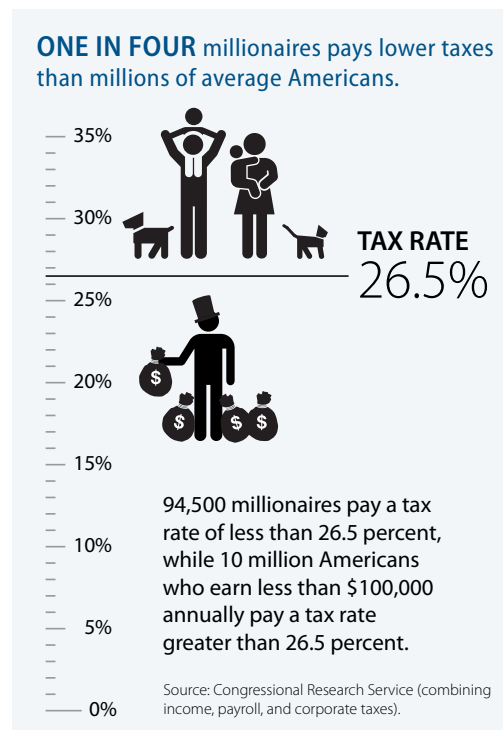 ONE IN FOUR millionaires pays lower taxes
than millions of average Americans.
35%
30%
TAX RATE
26.5%
25%
20%
$
$
$
$
15%
94,500 millionaires pay a tax
rate of less than 26.5 percent,
while 10 million Americans
who earn less than $100,000
annually pay a tax rate
greater than 26.5 percent.
10%
5%
Source: Congressional Research Service (combining
income, payroll, and corporate taxes).
0%